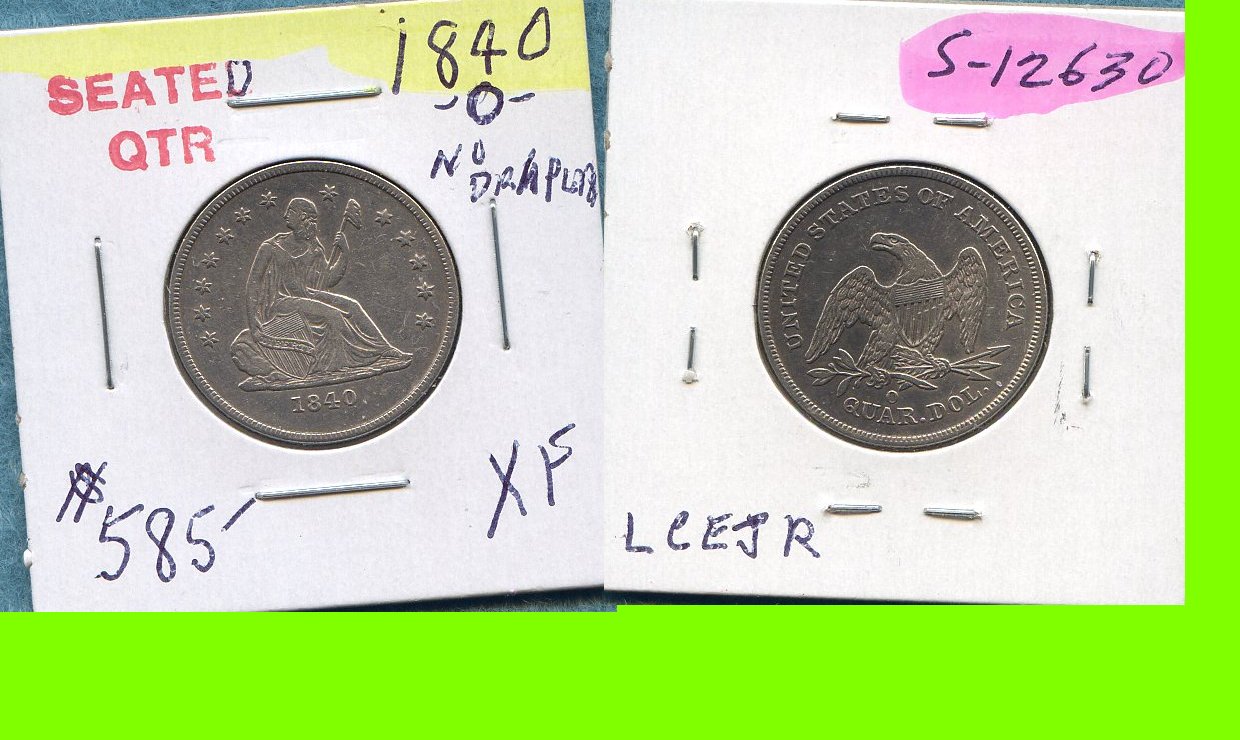 SEATED
QTR
1840
-O-
NO
DRAPERY
1840
$585
XF
S-12630
UNITED STATES OF AMERICA
O
QUAR. DOL.
LCEJR